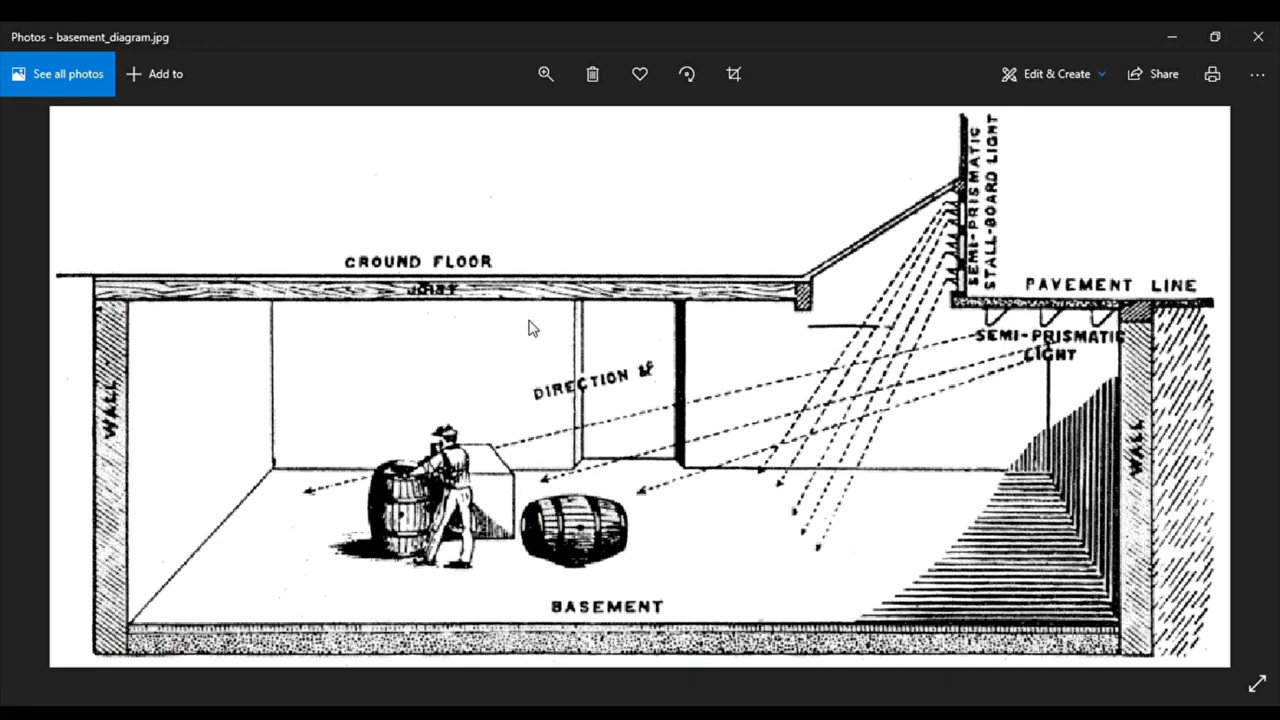 Photos - basement_diagram.jpg
See all photos
Add to
Edit & Create
Share
SEMI-PRISMATIC
STALL-BOARD LIGHT
GROUND FLOOR
JOIST
PAVEMENT LINE
SEMI-PRISMATIC
LIGHT
DIRECTION
WALL
WALL
BASEMENT